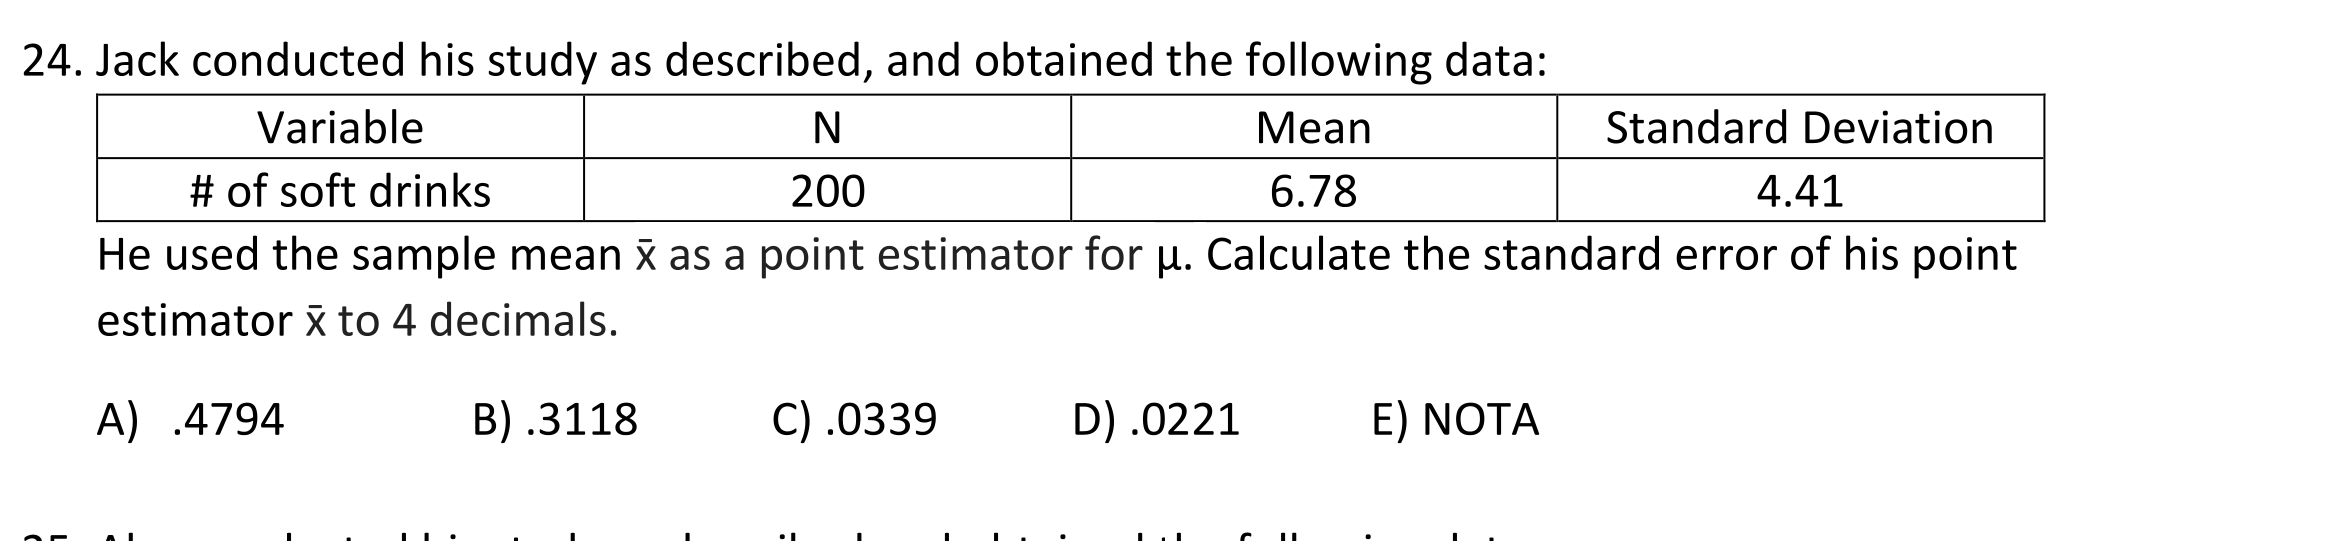 24. Jack conducted his study as described, and obtained the following data:
Variable N Mean Standard Deviation
# of soft drinks 200 6.78 4.41
He used the sample mean x̄ as a point estimator for μ. Calculate the standard error of his point
estimator x̄ to 4 decimals.
A) .4794 B) .3118 C) .0339 D) .0221 E) NOTA